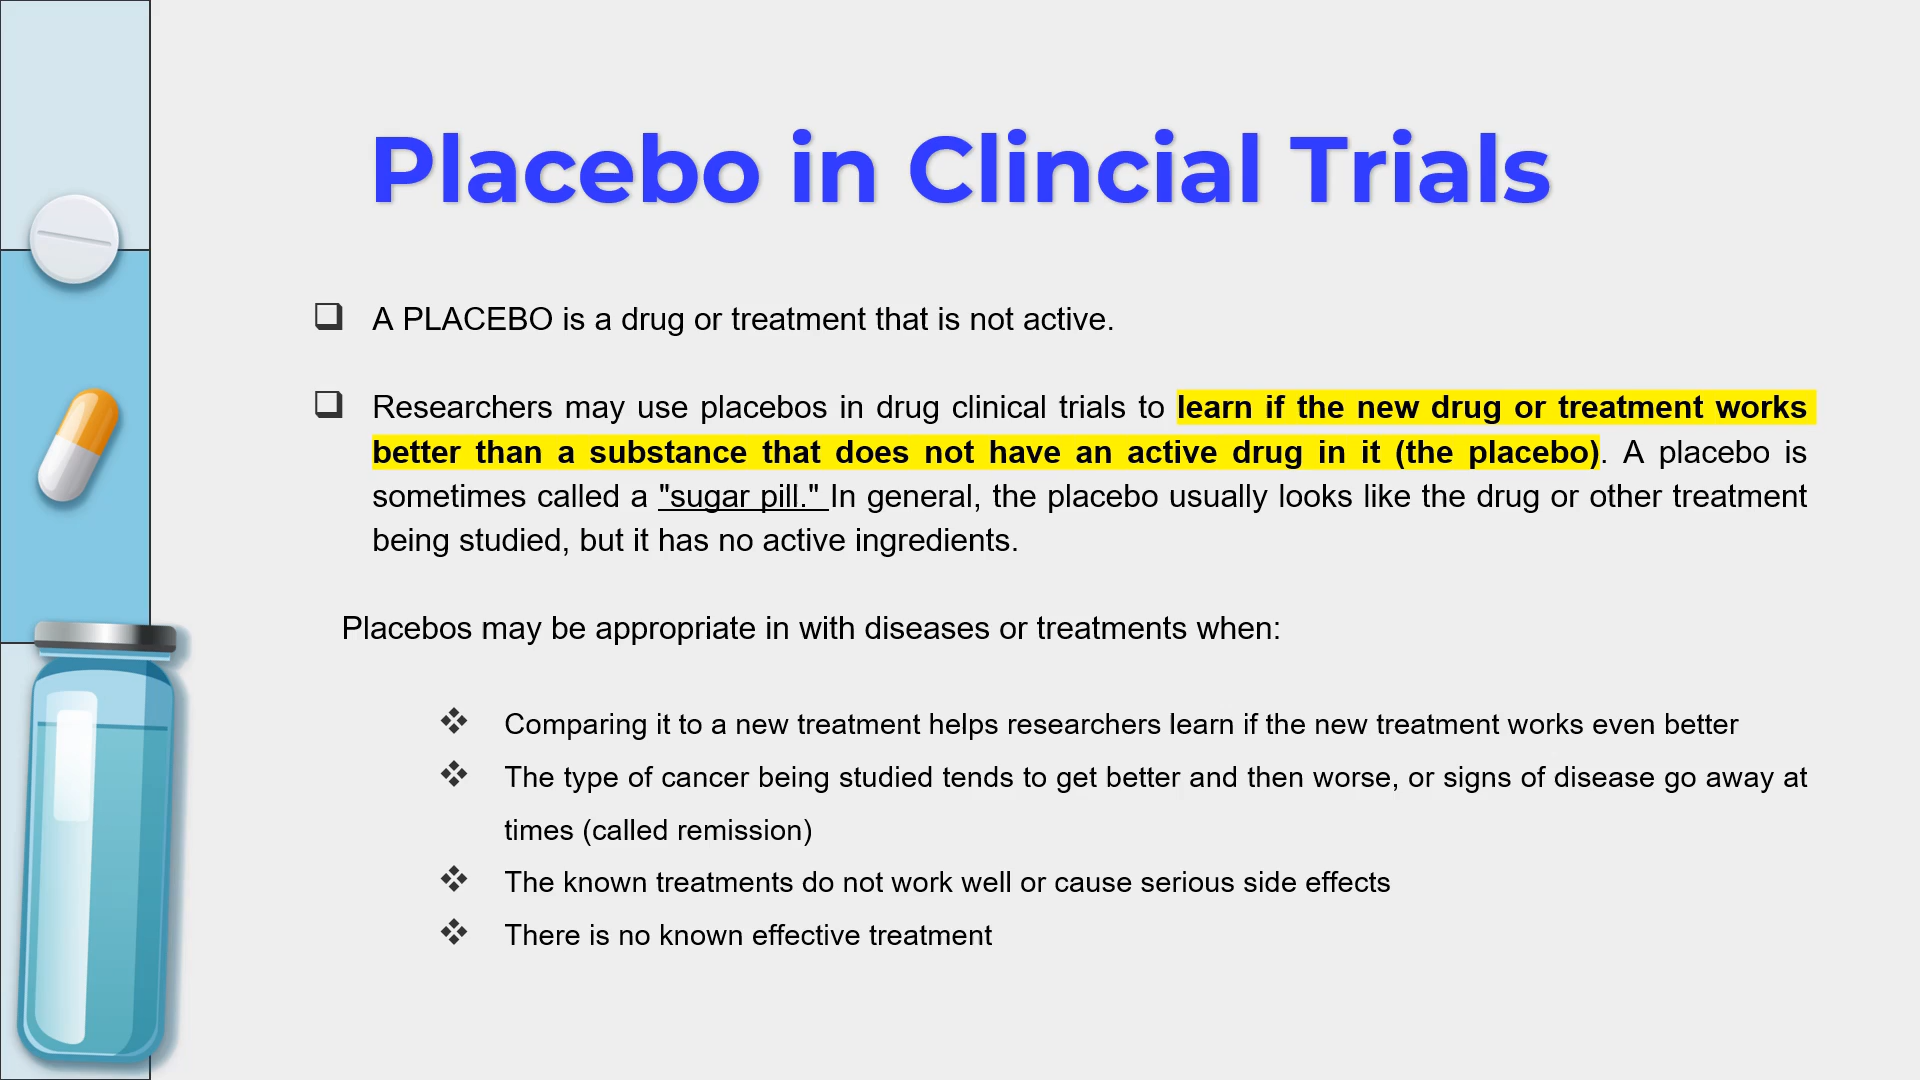 Placebo in Clincial Trials
A PLACEBO is a drug or treatment that is not active.
Researchers may use placebos in drug clinical trials to learn if the new drug or treatment works
better than a substance that does not have an active drug in it (the placebo). A placebo is
sometimes called a "sugar pill." In general, the placebo usually looks like the drug or other treatment
being studied, but it has no active ingredients.
Placebos may be appropriate in with diseases or treatments when:
Comparing it to a new treatment helps researchers learn if the new treatment works even better
The type of cancer being studied tends to get better and then worse, or signs of disease go away at
times (called remission)
The known treatments do not work well or cause serious side effects
There is no known effective treatment